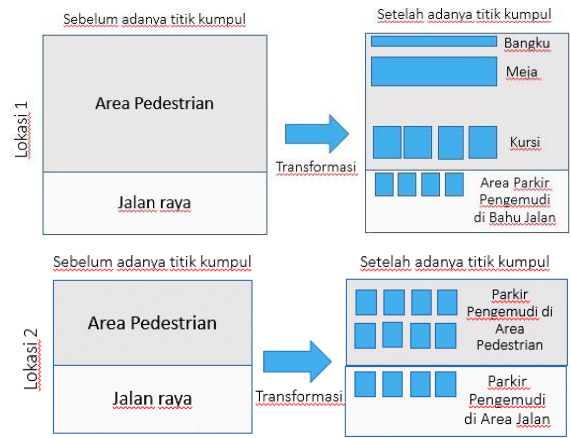 Sebelum adanya titik kumpul
Setelah adanya titik kumpul
Lokasi 1
Area Pedestrian
Jalan raya
Transformasi
Bangku
Meja
Kursi
Area Parkir
Pengemudi
di Bahu Jalan
Sebelum adanya titik kumpul
Setelah adanya titik kumpul
Lokasi 2
Area Pedestrian
Jalan raya
Transformasi
Parkir
Pengemudi di
Area
Pedestrian
Parkir
Pengemudi
di Area Jalan